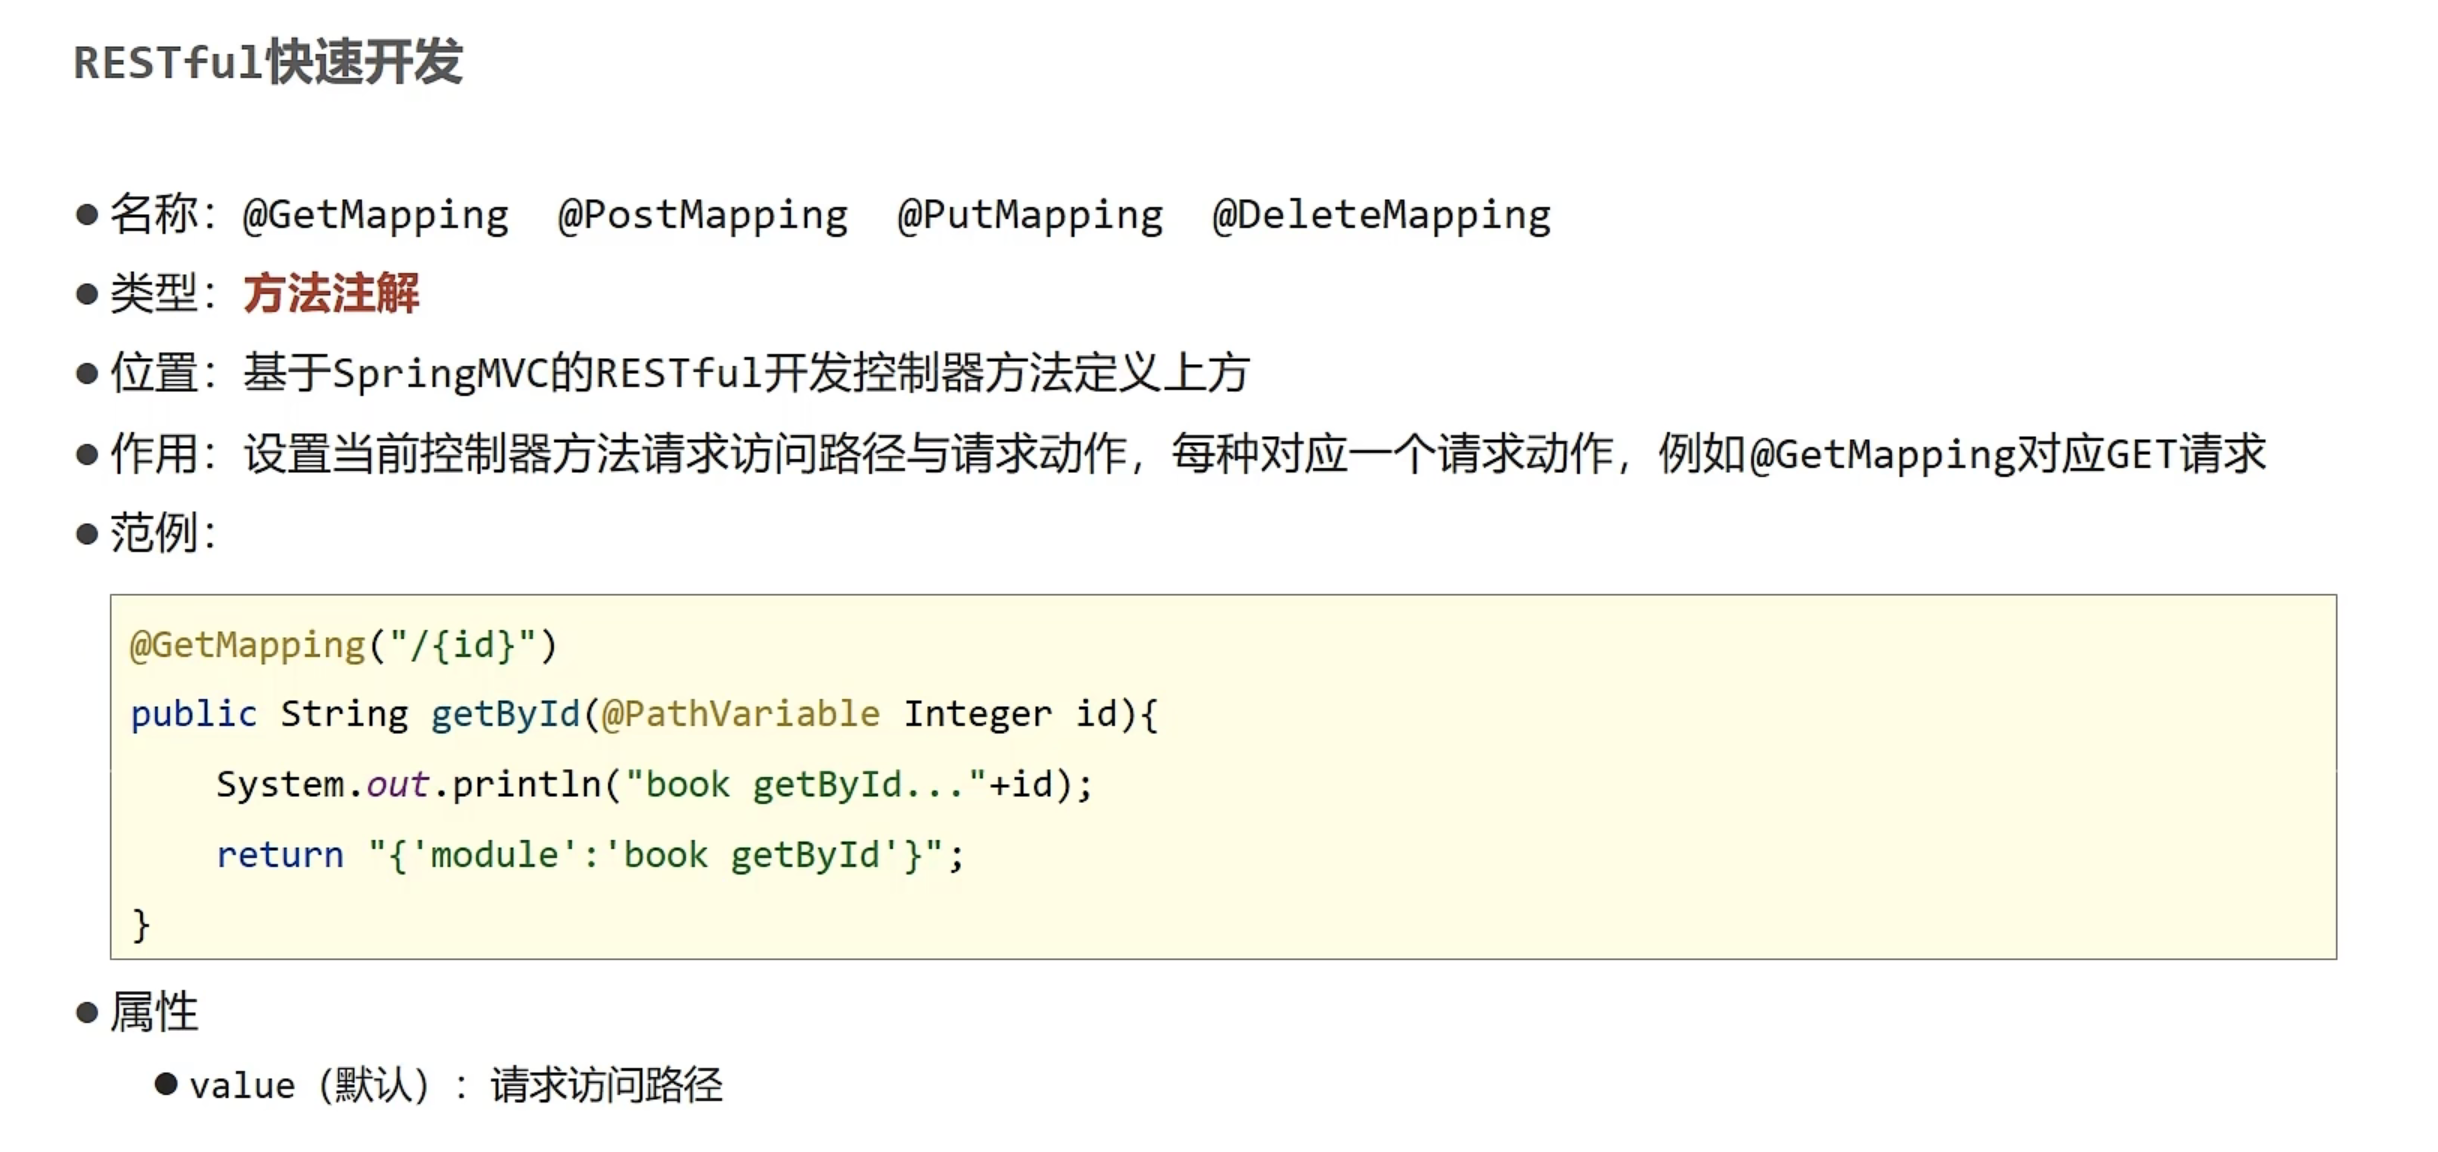 RESTful快速开发
● 名称：@GetMapping  @PostMapping  @PutMapping  @DeleteMapping
● 类型：方法注解
● 位置：基于SpringMVC的RESTful开发控制器方法定义上方
● 作用：设置当前控制器方法请求访问路径与请求动作，每种对应一个请求动作，例如@GetMapping对应GET请求
● 范例：
@GetMapping("/{id}")
public String getById(@PathVariable Integer id){
    System.out.println("book getById..."+id);
    return "{'module':'book getById'}";
}
● 属性
● value（默认）：请求访问路径